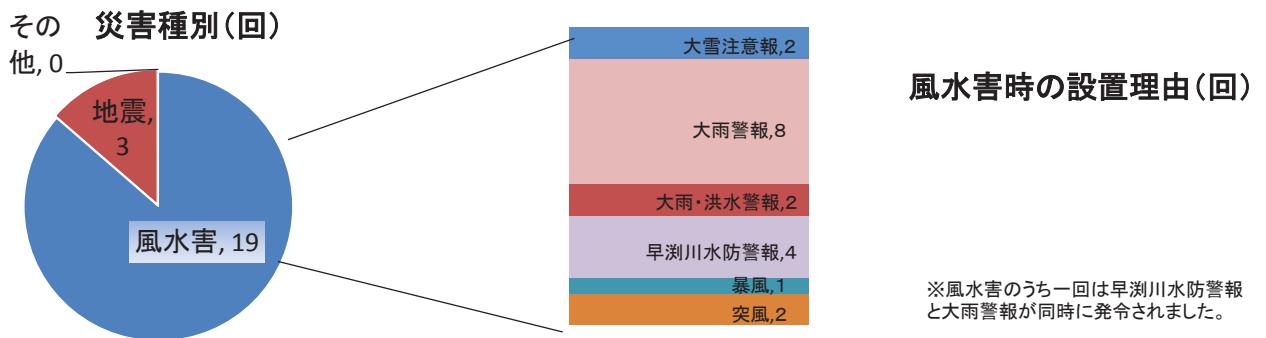 災害種別(回)
その
他, 0
地震,
3
風水害, 19
大雪注意報,2
大雨警報,8
大雨・洪水警報,2
早渕川水防警報,4
暴風,1
突風,2
風水害時の設置理由(回)
※風水害のうち一回は早渕川水防警報
と大雨警報が同時に発令されました。